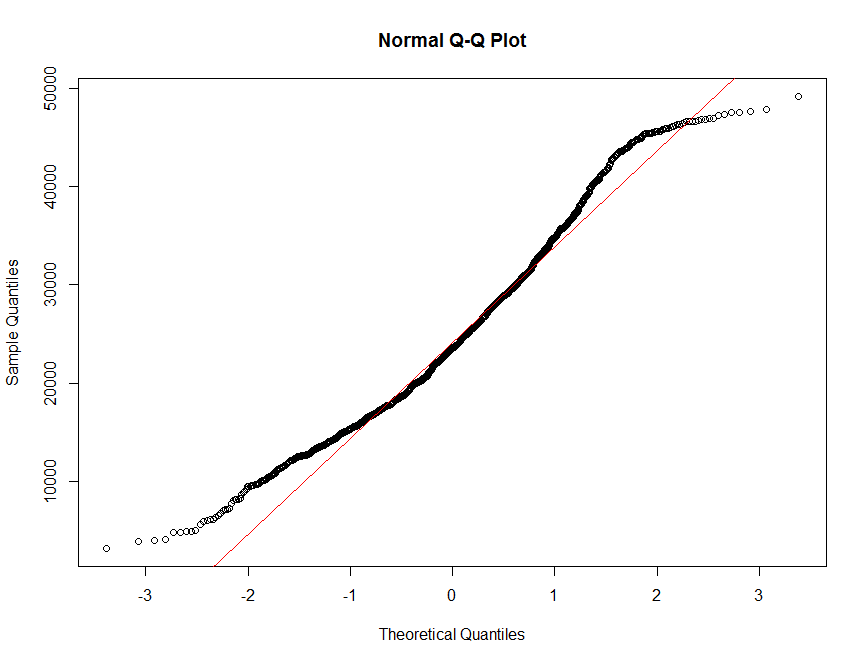 Normal Q-Q Plot
50000
40000
30000
20000
10000
Sample Quantiles
-3 -2 -1 0 1 2 3
Theoretical Quantiles